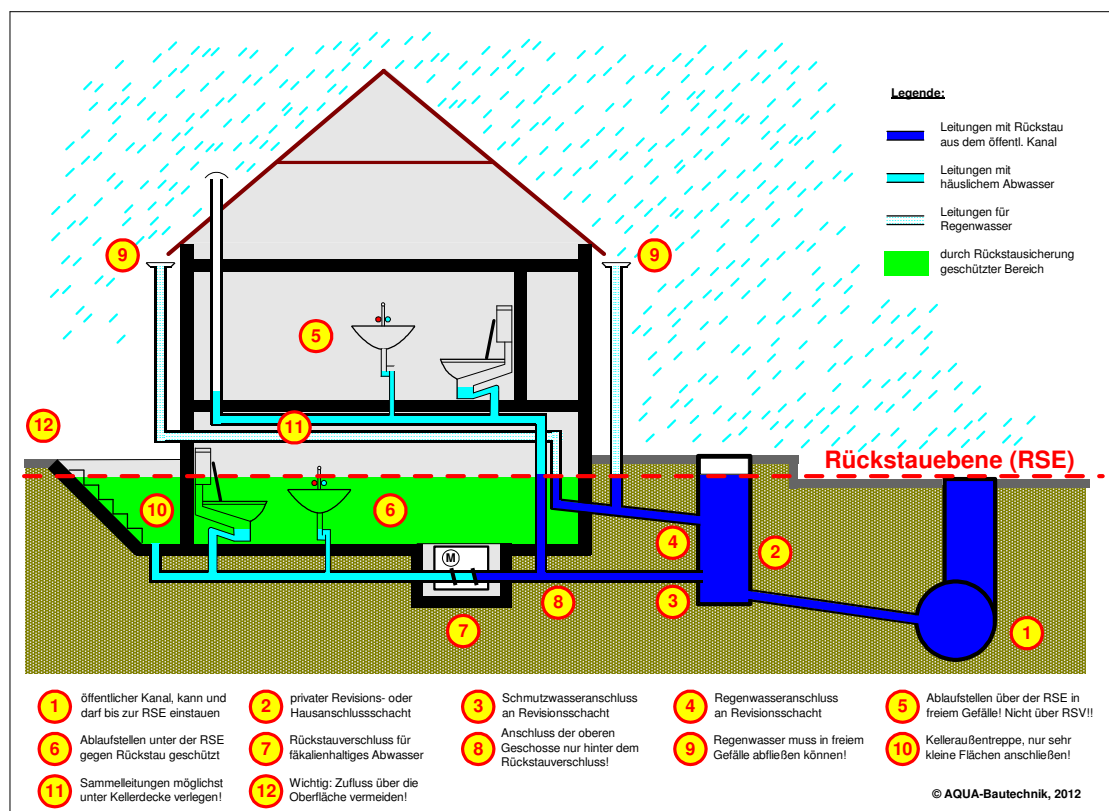 Legende:
Leitungen mit Rückstau
aus dem öffentl. Kanal
Leitungen mit
häuslichem Abwasser
Leitungen für
Regenwasser
durch Rückstausicherung
geschützter Bereich
9
9
5
12
11
Rückstauebene (RSE)
10
6
4
2
M
8
3
7
1
1
öffentlicher Kanal, kann und
darf bis zur RSE einstauen
2
privater Revisions- oder
Hausanschlussschacht
3
Schmutzwasseranschluss
an Revisionsschacht
4
Regenwasseranschluss
an Revisionsschacht
5
Ablaufstellen über der RSE in
freiem Gefälle! Nicht über RSV!!
6
Ablaufstellen unter der RSE
gegen Rückstau geschützt
7
Rückstauverschluss für
fäkalienhaltiges Abwasser
8
Anschluss der oberen
Geschosse nur hinter dem
Rückstauverschluss!
9
Regenwasser muss in freiem
Gefälle abfließen können!
10
Kelleraußentreppe, nur sehr
kleine Flächen anschließen!
11
Sammelleitungen möglichst
unter Kellerdecke verlegen!
12
Wichtig: Zufluss über die
Oberfläche vermeiden!
© AQUA-Bautechnik, 2012